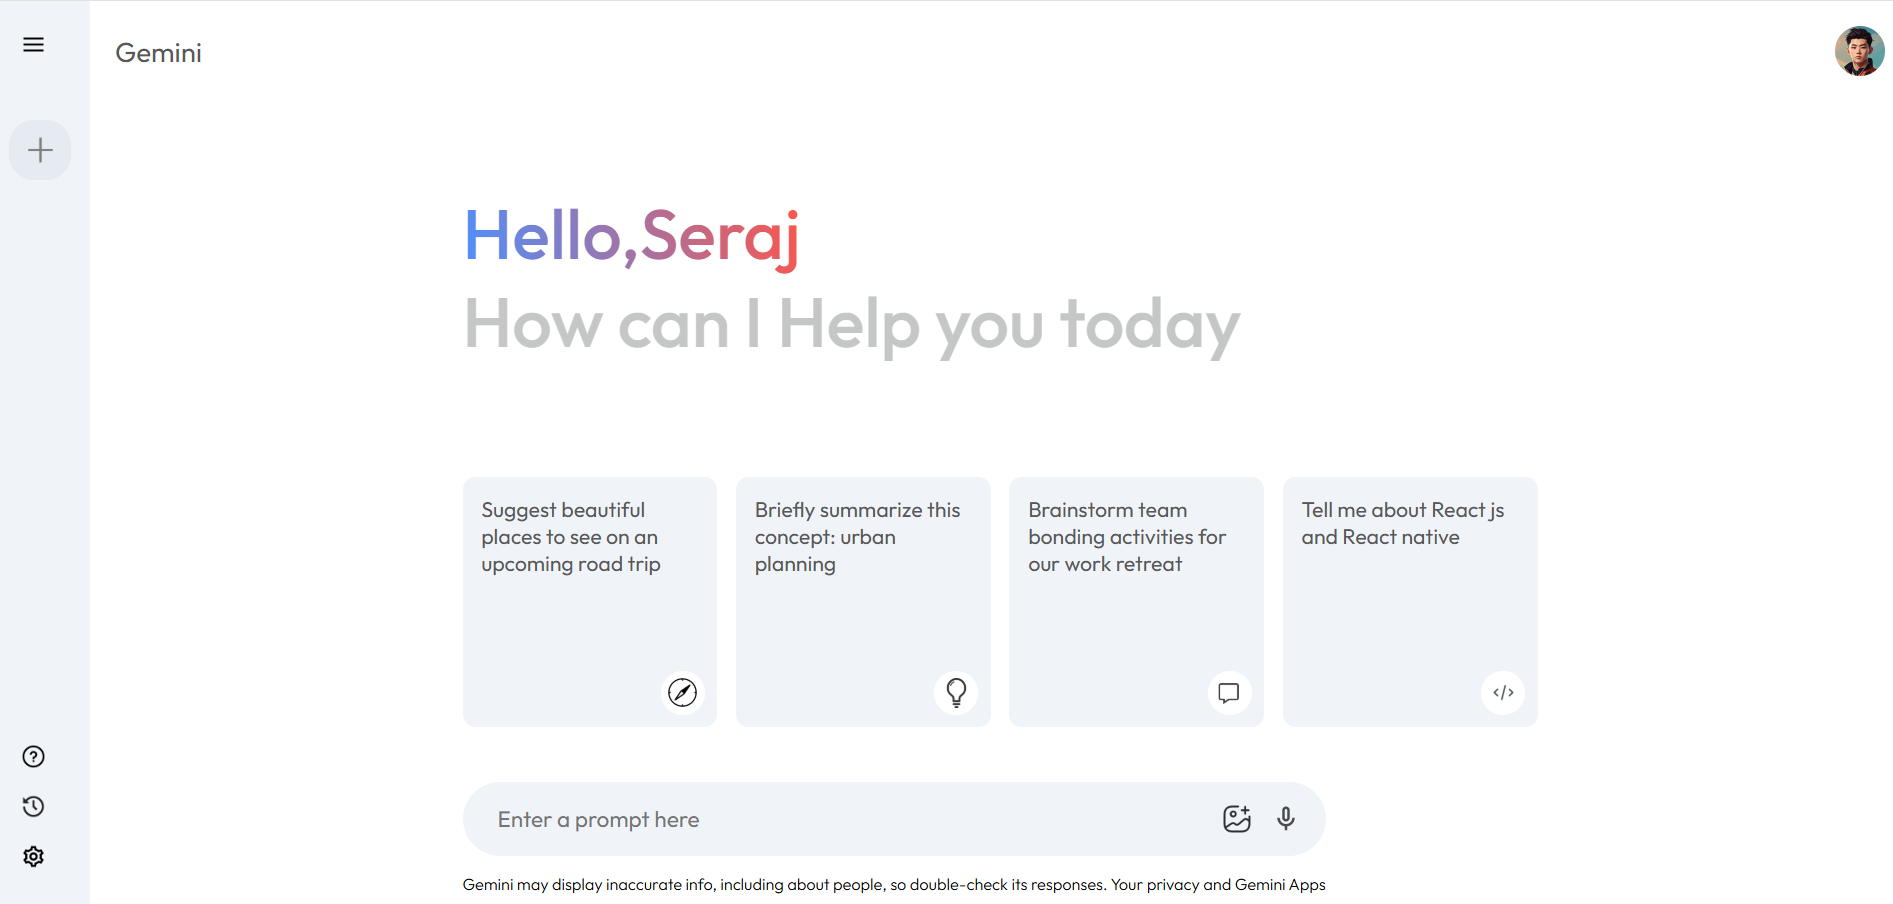 Gemini
Hello,Seraj
How can I Help you today
Suggest beautiful
places to see on an
upcoming road trip
Briefly summarize this
concept: urban
planning
Brainstorm team
bonding activities for
our work retreat
Tell me about React js
and React native
Enter a prompt here
Gemini may display inaccurate info, including about people, so double-check its responses. Your privacy and Gemini Apps